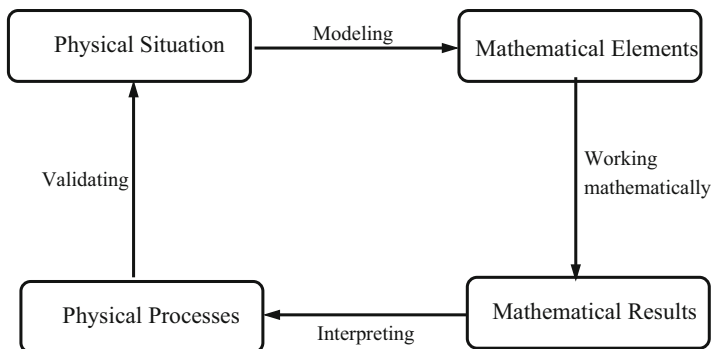 Physical Situation
Modeling
Mathematical Elements
Validating
Working
mathematically
Physical Processes
Interpreting
Mathematical Results